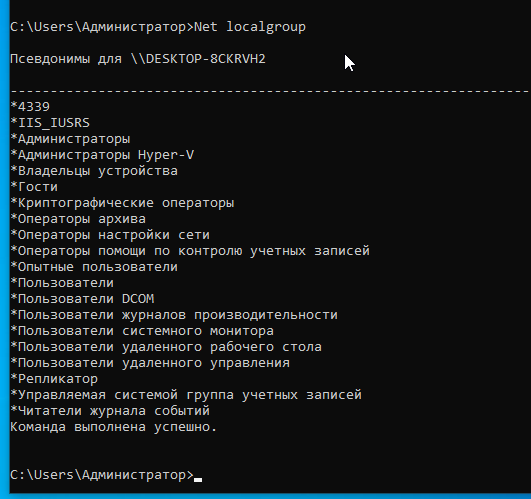 C:\Users\Администратор>Net localgroup
Псевдонимы для \\DESKTOP-8CKRVH2
-------------------------------------------------------------------------------
*4339
*IIS_IUSRS
*Администраторы
*Администраторы Hyper-V
*Владельцы устройства
*Гости
*Криптографические операторы
*Операторы архива
*Операторы настройки сети
*Операторы помощи по контролю учетных записей
*Опытные пользователи
*Пользователи
*Пользователи DCOM
*Пользователи журналов производительности
*Пользователи системного монитора
*Пользователи удаленного рабочего стола
*Пользователи удаленного управления
*Репликатор
*Управляемая системой группа учетных записей
*Читатели журнала событий
Команда выполнена успешно.
C:\Users\Администратор>